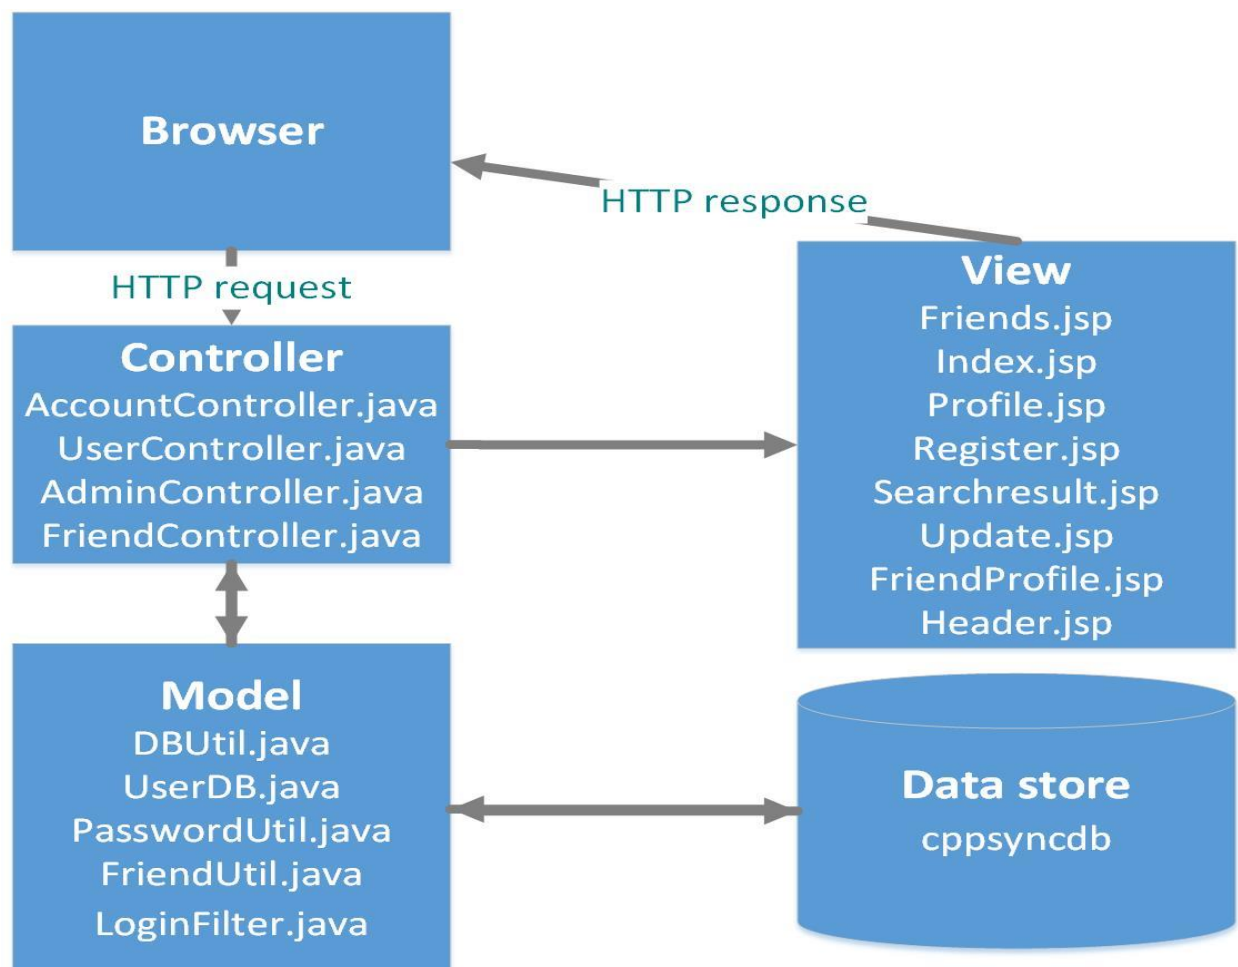 Browser
HTTP response
HTTP request
View
Friends.jsp
Index.jsp
Profile.jsp
Register.jsp
Searchresult.jsp
Update.jsp
FriendProfile.jsp
Header.jsp
Controller
AccountController.java
UserController.java
AdminController.java
FriendController.java
Model
DBUtil.java
UserDB.java
PasswordUtil.java
FriendUtil.java
LoginFilter.java
Data store
cppsyncdb